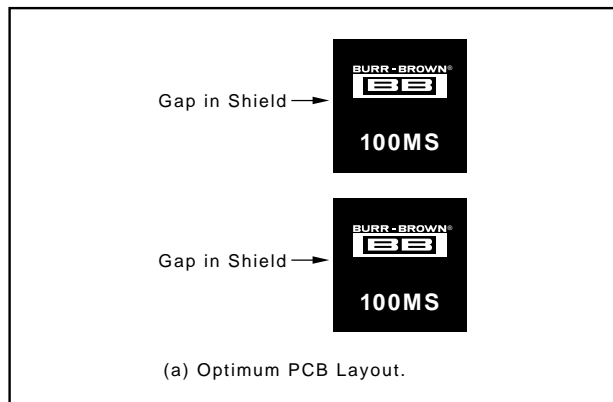 BURR-BROWN®
BB
Gap in Shield
100MS
BURR-BROWN®
BB
Gap in Shield
100MS
(a) Optimum PCB Layout.